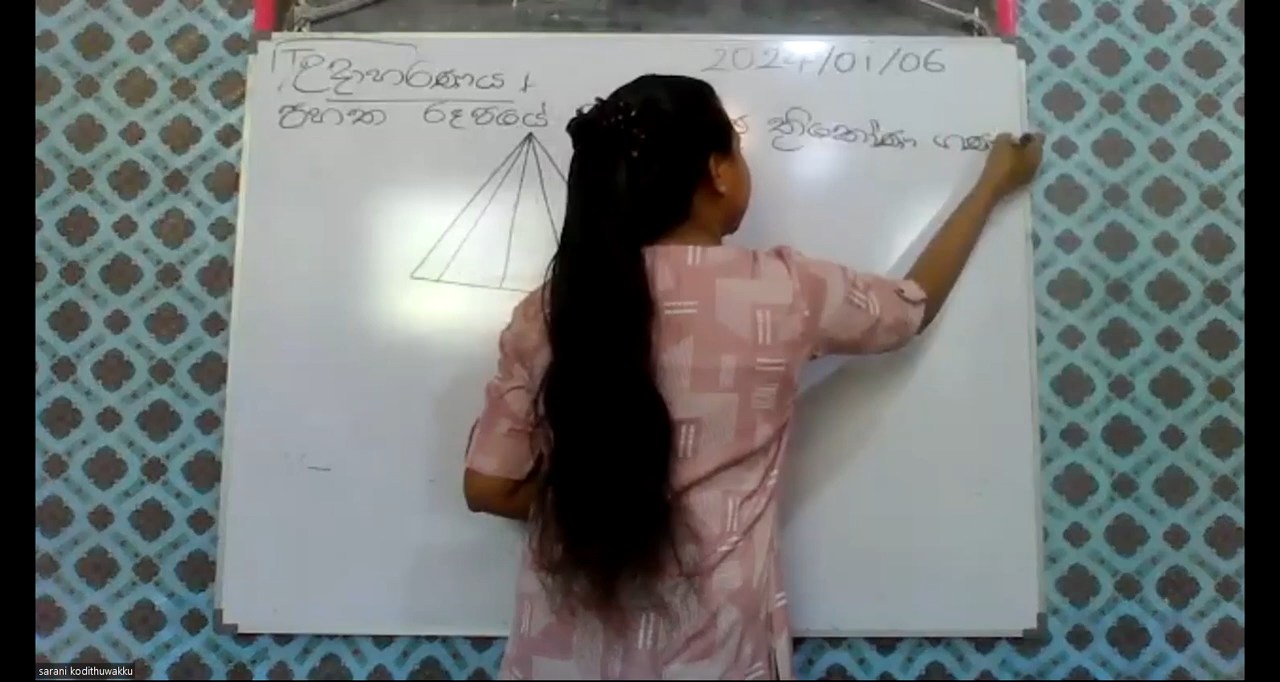 උදාහරණය +
2024/01/06
පහත රූපයේ
ත්‍රිකෝණ ගණ
sarani kodithuwakku